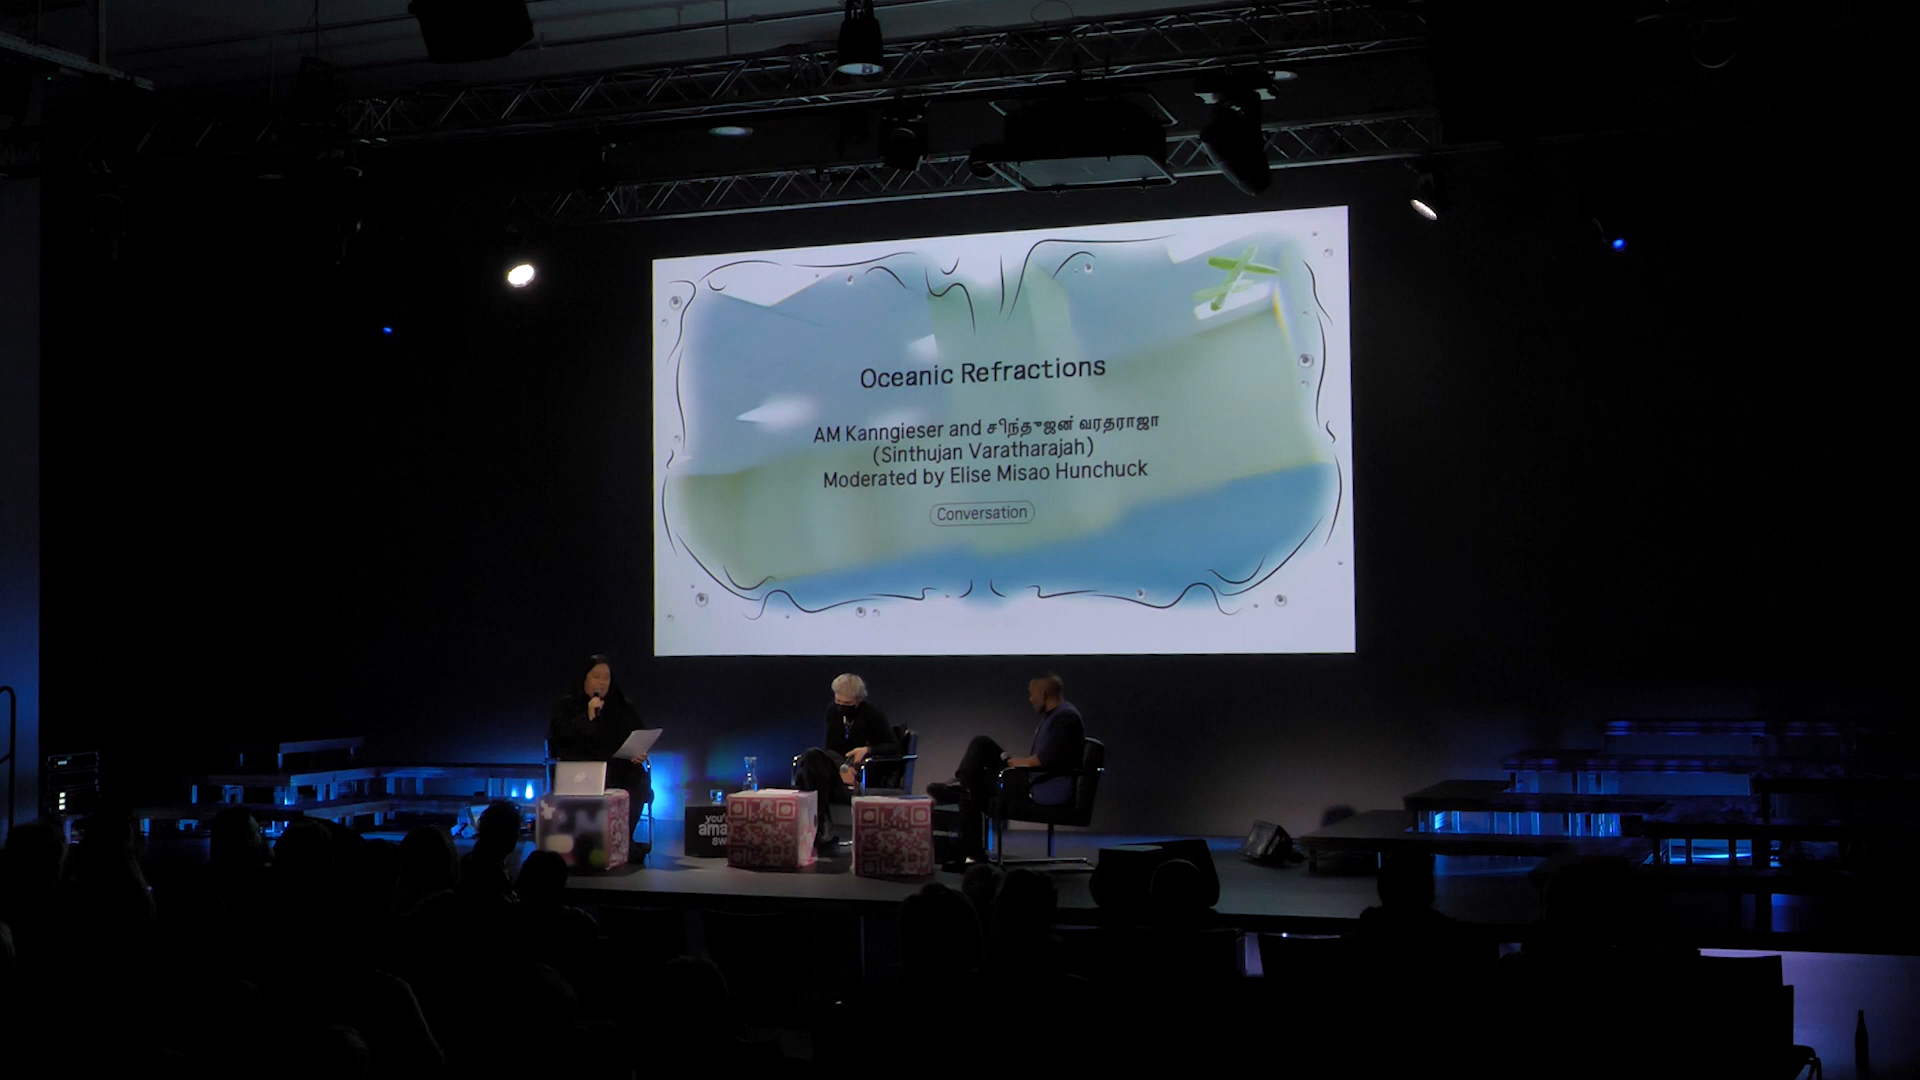 Oceanic Refractions
AM Kanngieser and சிந்துஜன் வரதராஜா
(Sinthujan Varatharajah)
Moderated by Elise Misao Hunchuck
Conversation